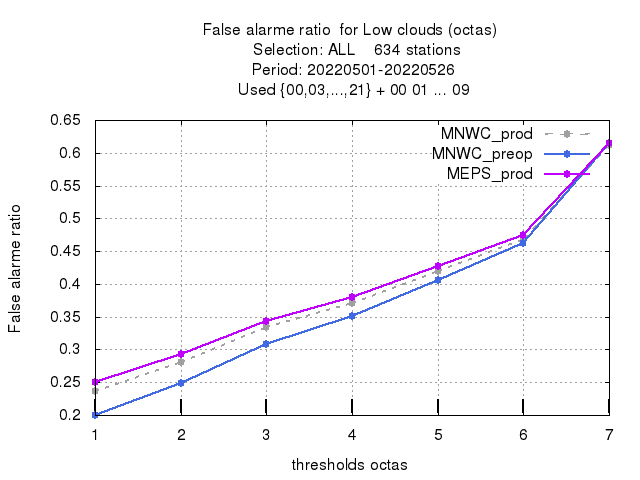 False alarme ratio  for Low clouds (octas)
Selection: ALL    634 stations
Period: 20220501-20220526
Used {00,03,...,21} + 00 01 ... 09
MNWC_prod
MNWC_preop
MEPS_prod
False alarme ratio
0.65
0.6
0.55
0.5
0.45
0.4
0.35
0.3
0.25
0.2
1 2 3 4 5 6 7
thresholds octas